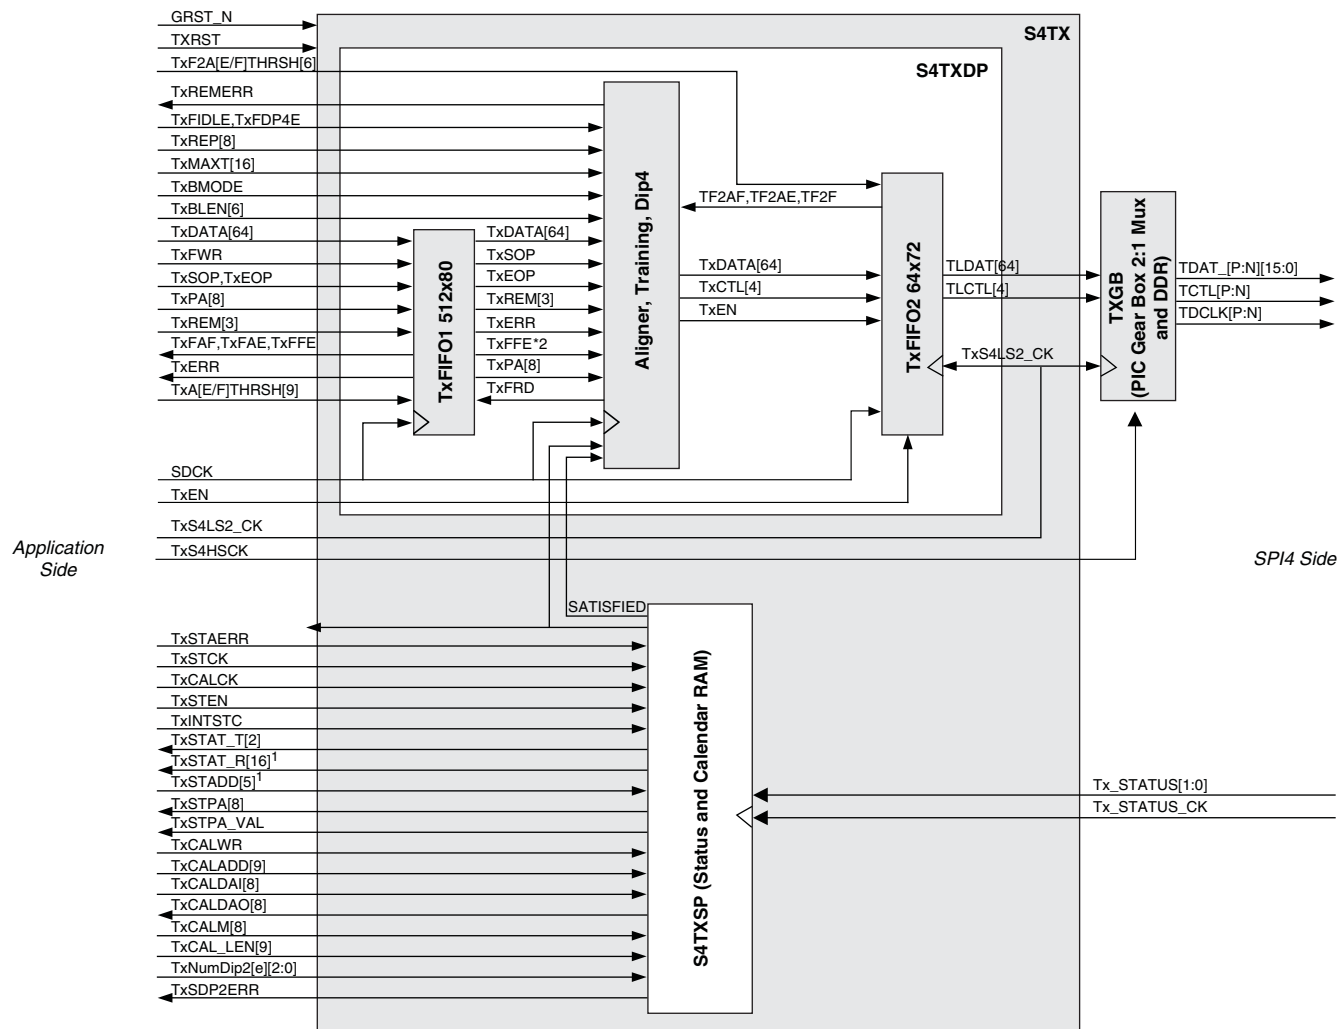 GRST_N
S4TX
TXRST
TxF2A[E/F]THRSH[6]
S4TXDP
TxREMERR
TxFIDLE,TxFDP4E
TxREP[8]
TxMAXT[16]
TxBMODE
TxBLEN[6]
TxDATA[64]
TxFWR
TxSOP,TxEOP
TxPA[8]
TxREM[3]
TxFAF,TxFAE,TxFFE
TxERR
TxA[E/F]THRSH[9]
TxFIFO1 512x80
TxDATA[64]
TxSOP
TxEOP
TxREM[3]
TxERR
TxFFE*2
TxPA[8]
TxFRD
Aligner, Training, Dip4
TF2AF,TF2AE,TF2F
TxDATA[64]
TxCTL[4]
TxEN
TxFIFO2 64x72
TLDAT[64]
TLCTL[4]
TxS4LS2_CK
TXGB
(PIC Gear Box 2:1 Mux
and DDR)
TDAT_[P:N][15:0]
TCTL[P:N]
TDCLK[P:N]
SDCK
TxEN
TxS4LS2_CK
TxS4HSCK
Application
Side
SPI4 Side
SATISFIED
TxSTAERR
TxSTCK
TxCALCK
TxSTEN
TxINTSTC
TxSTAT_T[2]
TxSTAT_R[16]1
TxSTADD[5]1
TxSTPA[8]
TxSTPA_VAL
TxCALWR
TxCALADD[9]
TxCALDAI[8]
TxCALDAO[8]
TxCALM[8]
TxCAL_LEN[9]
TxNumDip2[e][2:0]
TxSDP2ERR
S4TXSP (Status and Calendar RAM)
Tx_STATUS[1:0]
Tx_STATUS_CK